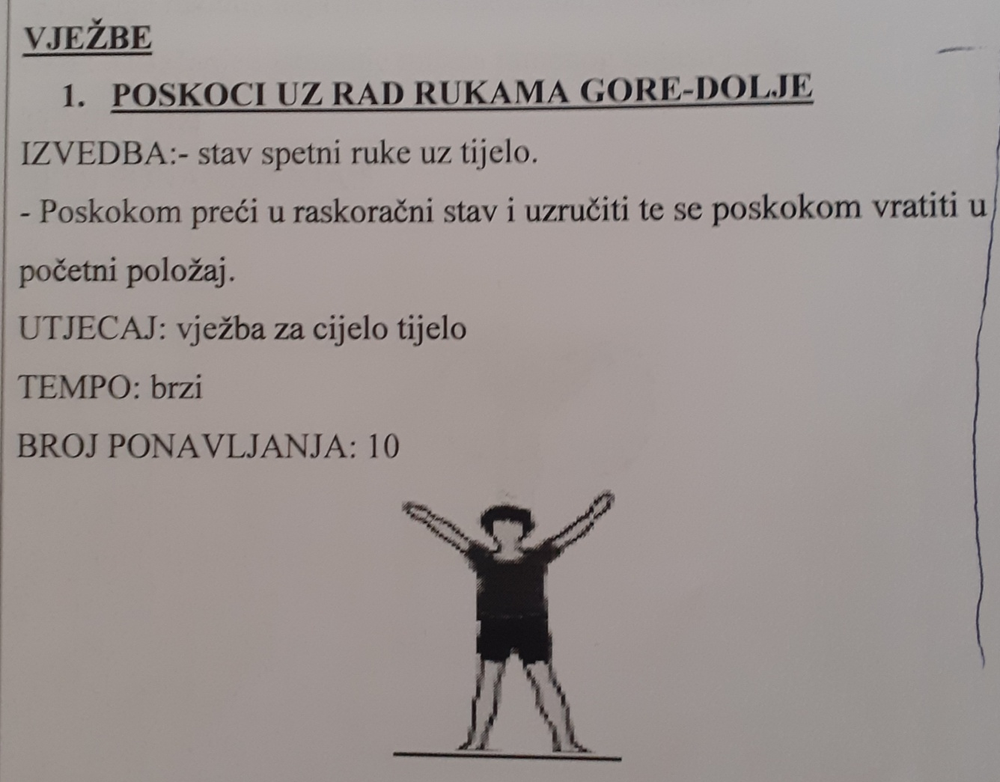 VJEŽBE
1. POSKOCI UZ RAD RUKAMA GORE-DOLJE
IZVEDBA:- stav spetni ruke uz tijelo.
- Poskokom preći u raskoračni stav i uzručiti te se poskokom vratiti u
početni položaj.
UTJECAJ: vježba za cijelo tijelo
TEMPO: brzi
BROJ PONAVLJANJA: 10